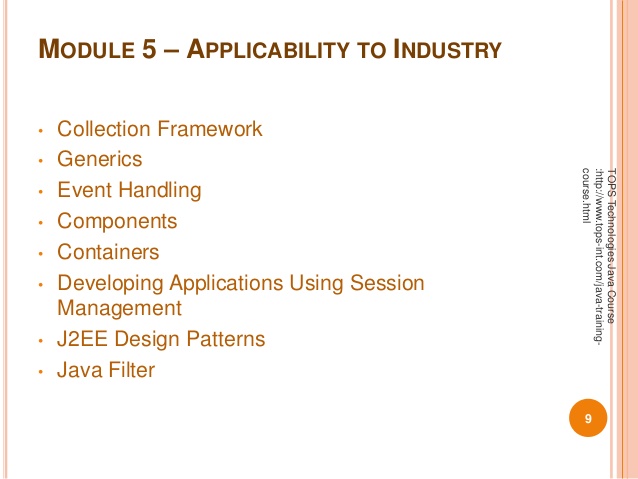 MODULE 5 – APPLICABILITY TO INDUSTRY
• Collection Framework
• Generics
• Event Handling
• Components
• Containers
• Developing Applications Using Session
Management
• J2EE Design Patterns
• Java Filter
TOPS Technologies Java Course
:http://www.tops-int.com/java-training-
course.html
9